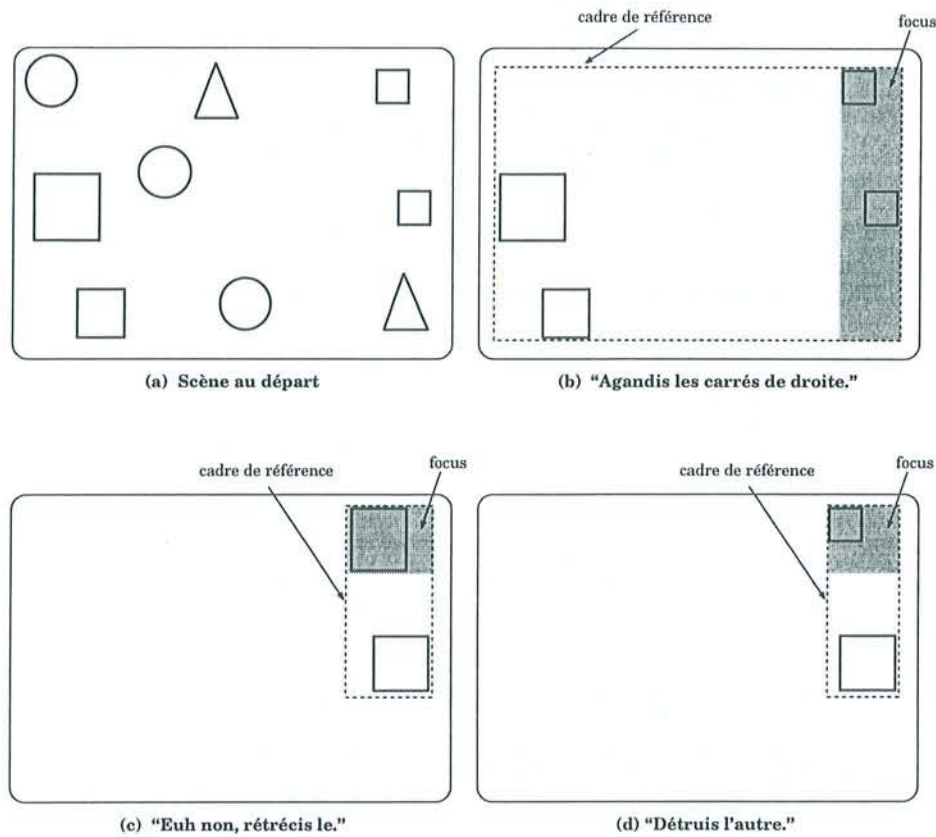 cadre de référence
focus
(a) Scène au départ
(b) “Agandis les carrés de droite.”
cadre de référence
focus
cadre de référence
focus
(c) “Euh non, rétrécis le.”
(d) “Détruis l'autre.”